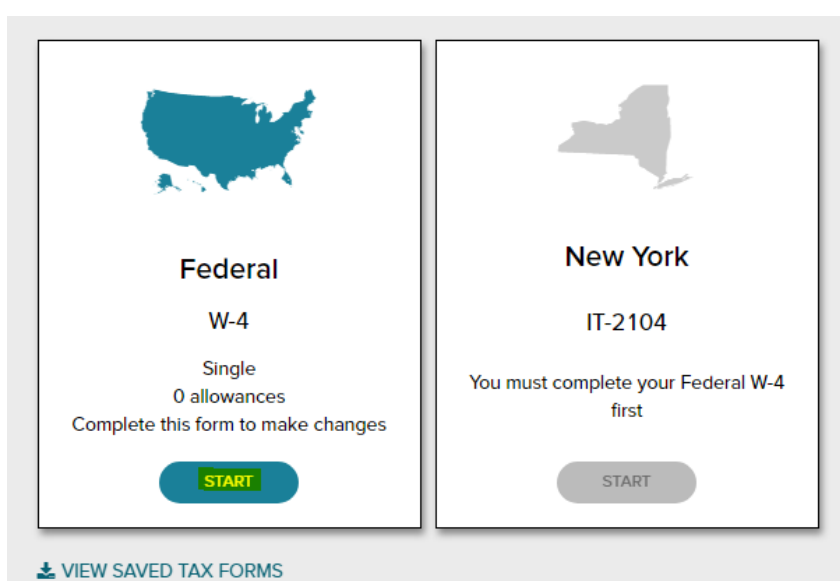 Federal
W-4
Single
0 allowances
Complete this form to make changes
START
New York
IT-2104
You must complete your Federal W-4
first
START
VIEW SAVED TAX FORMS